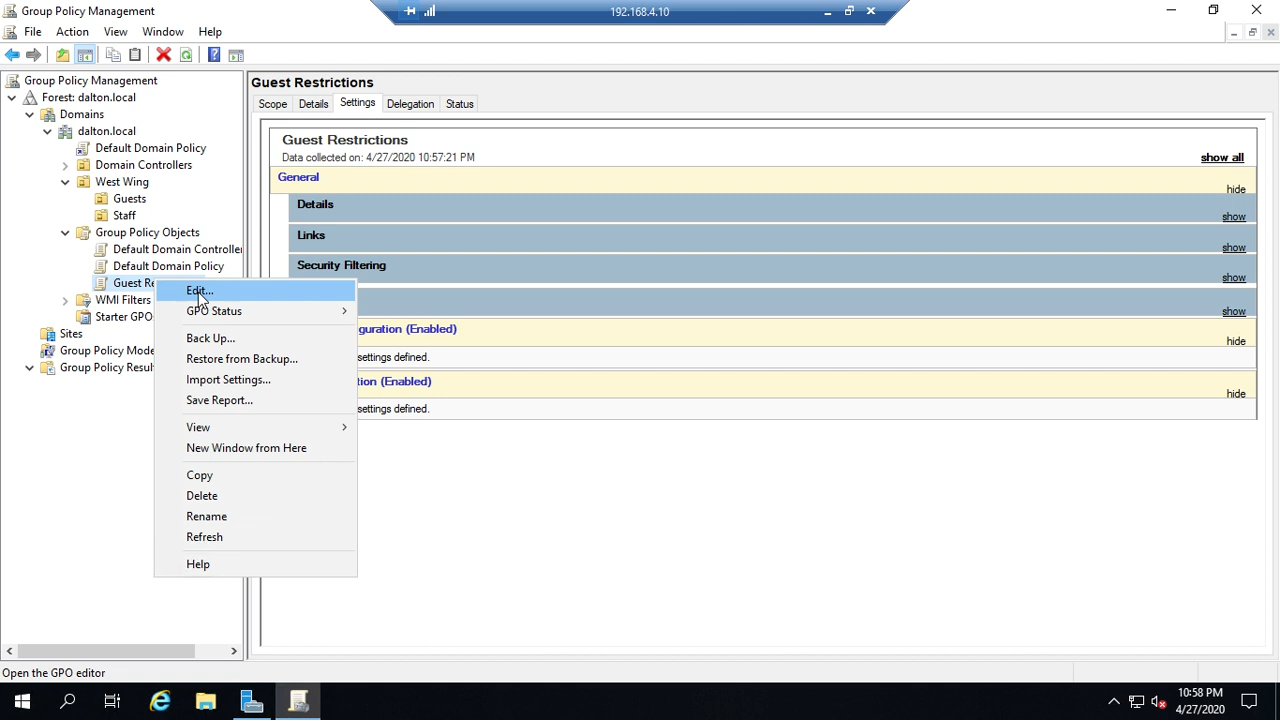 Group Policy Management
192.168.4.10
File Action View Window Help
Group Policy Management
Forest: dalton.local
Domains
dalton.local
Default Domain Policy
Domain Controllers
West Wing
Guests
Staff
Group Policy Objects
Default Domain Controller
Default Domain Policy
Guest Re
WMI Filters
Starter GPO
Sites
Group Policy Mode
Group Policy Resul
Edit...
GPO Status
Back Up...
Restore from Backup...
Import Settings...
Save Report...
View
New Window from Here
Copy
Delete
Rename
Refresh
Help
Guest Restrictions
Scope Details Settings Delegation Status
Guest Restrictions
Data collected on: 4/27/2020 10:57:21 PM
show all
General
hide
Details
show
Links
show
Security Filtering
show
show
guration (Enabled)
hide
settings defined.
tion (Enabled)
hide
settings defined.
Open the GPO editor
10:58 PM
4/27/2020